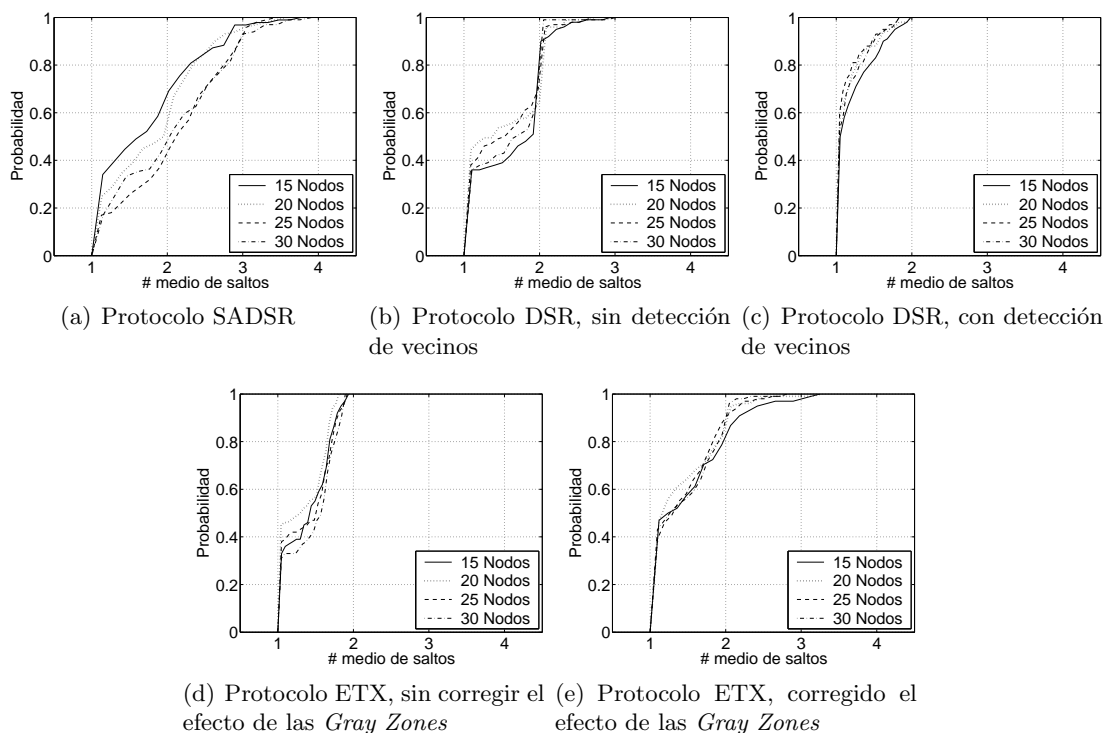 1
0.8
0.6
0.4
0.2
0
Probabilidad
1 2 3 4
# medio de saltos
15 Nodos
20 Nodos
25 Nodos
30 Nodos
(a) Protocolo SADSR
1
0.8
0.6
0.4
0.2
0
Probabilidad
1 2 3 4
# medio de saltos
15 Nodos
20 Nodos
25 Nodos
30 Nodos
(b) Protocolo DSR, sin detección
de vecinos
1
0.8
0.6
0.4
0.2
0
Probabilidad
1 2 3 4
# medio de saltos
15 Nodos
20 Nodos
25 Nodos
30 Nodos
(c) Protocolo DSR, con detección
de vecinos
1
0.8
0.6
0.4
0.2
0
Probabilidad
1 2 3 4
# medio de saltos
15 Nodos
20 Nodos
25 Nodos
30 Nodos
(d) Protocolo ETX, sin corregir el
efecto de las Gray Zones
1
0.8
0.6
0.4
0.2
0
Probabilidad
1 2 3 4
# medio de saltos
15 Nodos
20 Nodos
25 Nodos
30 Nodos
(e) Protocolo ETX, corregido el
efecto de las Gray Zones